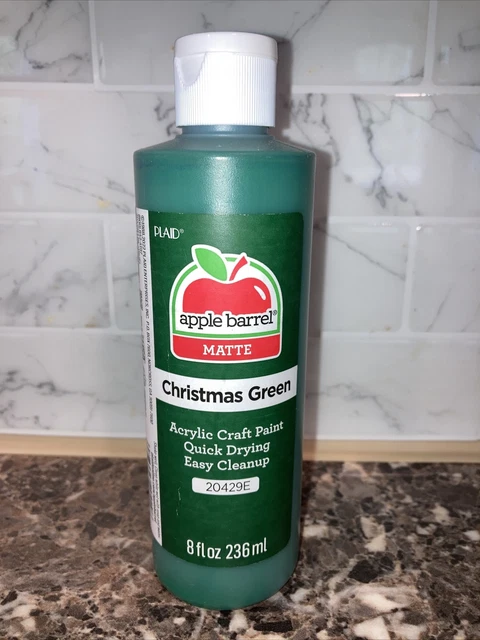 PLAID®
apple barrel®
MATTE
Christmas Green
Acrylic Craft Paint
Quick Drying
Easy Cleanup
20429E
8 fl oz 236 ml